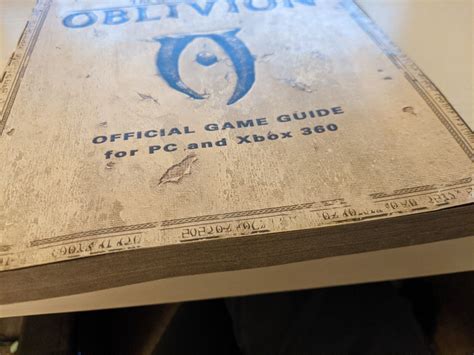 OBLIVION
OFFICIAL GAME GUIDE
for PC and Xbox 360